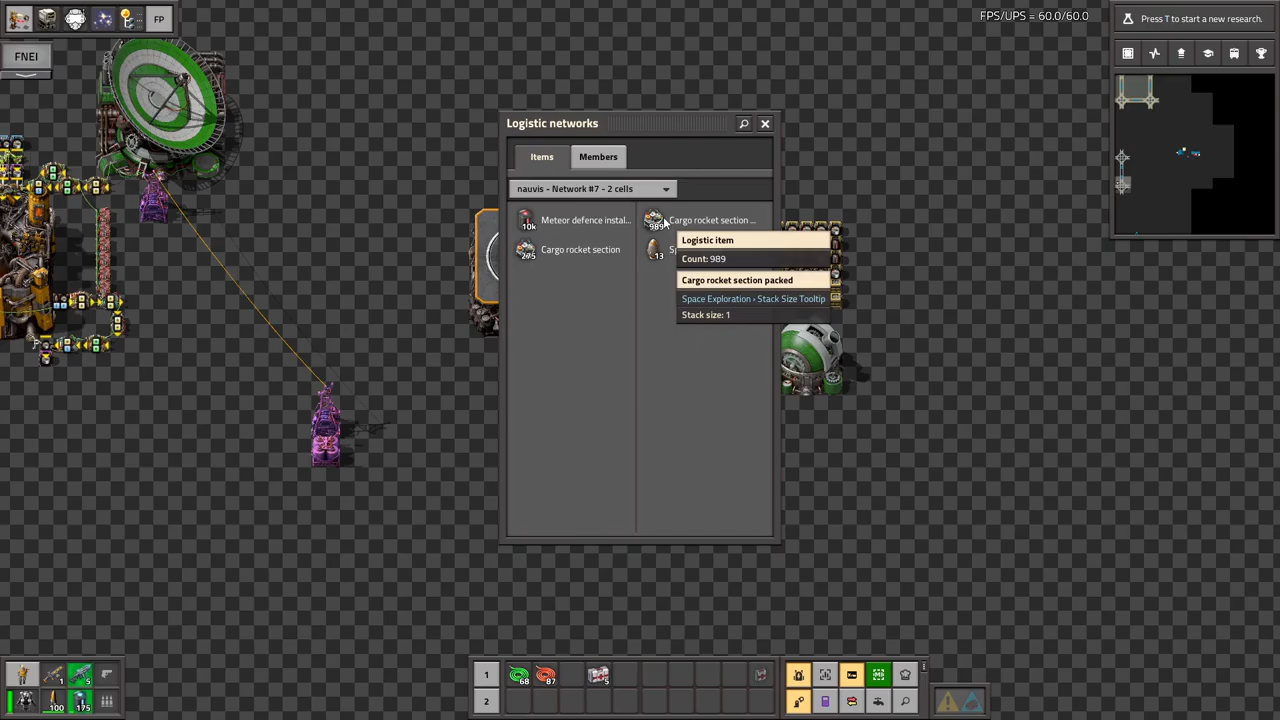 FP
FPS/UPS = 60.0/60.0
Press T to start a new research.
FNEI
Logistic networks
Items
Members
nauvis - Network #7 - 2 cells
10k
Meteor defence instal...
989
Cargo rocket section ...
275
Cargo rocket section
13
Logistic item
Count: 989
Cargo rocket section packed
Space Exploration › Stack Size Tooltip
Stack size: 1
1
5
100
175
1
68
87
5
2